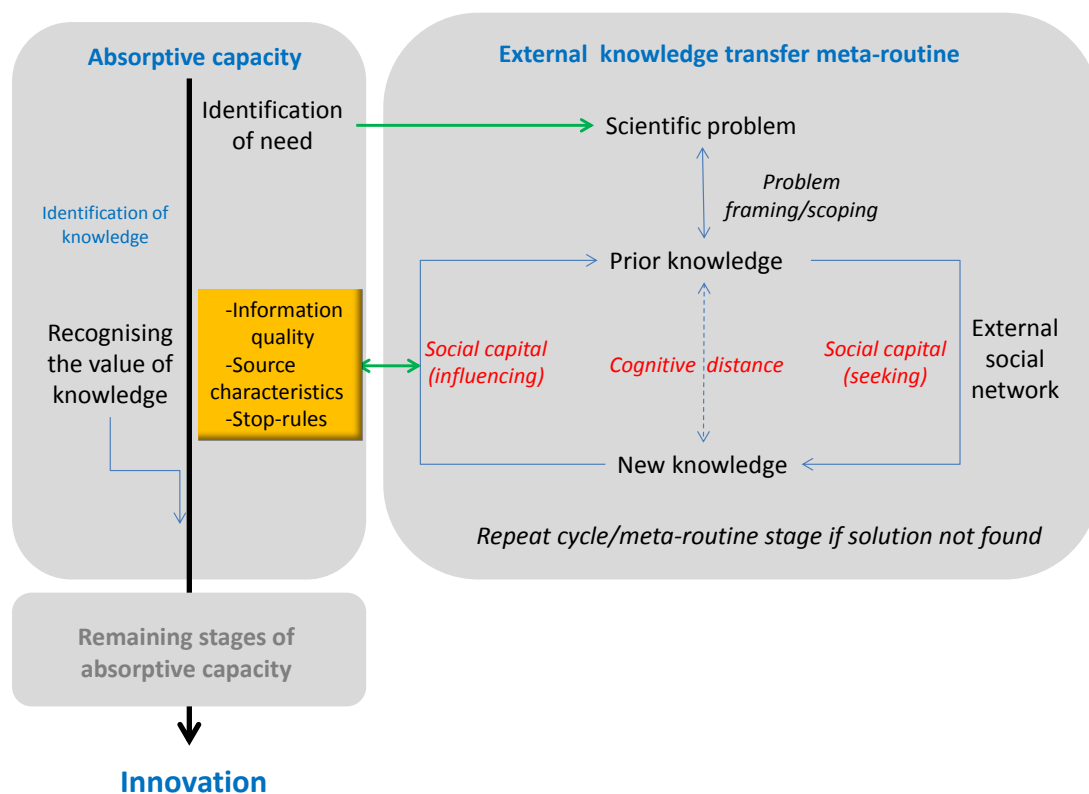 Absorptive capacity
Identification
of need
Identification of
knowledge
Recognising
the value of
knowledge
-Information
quality
-Source
characteristics
-Stop-rules
External  knowledge transfer meta-routine
Scientific problem
Problem
framing/scoping
Prior knowledge
Social capital
(influencing)
Cognitive  distance
Social capital
(seeking)
External
social
network
New knowledge
Repeat cycle/meta-routine stage if solution not found
Remaining stages of
absorptive capacity
Innovation